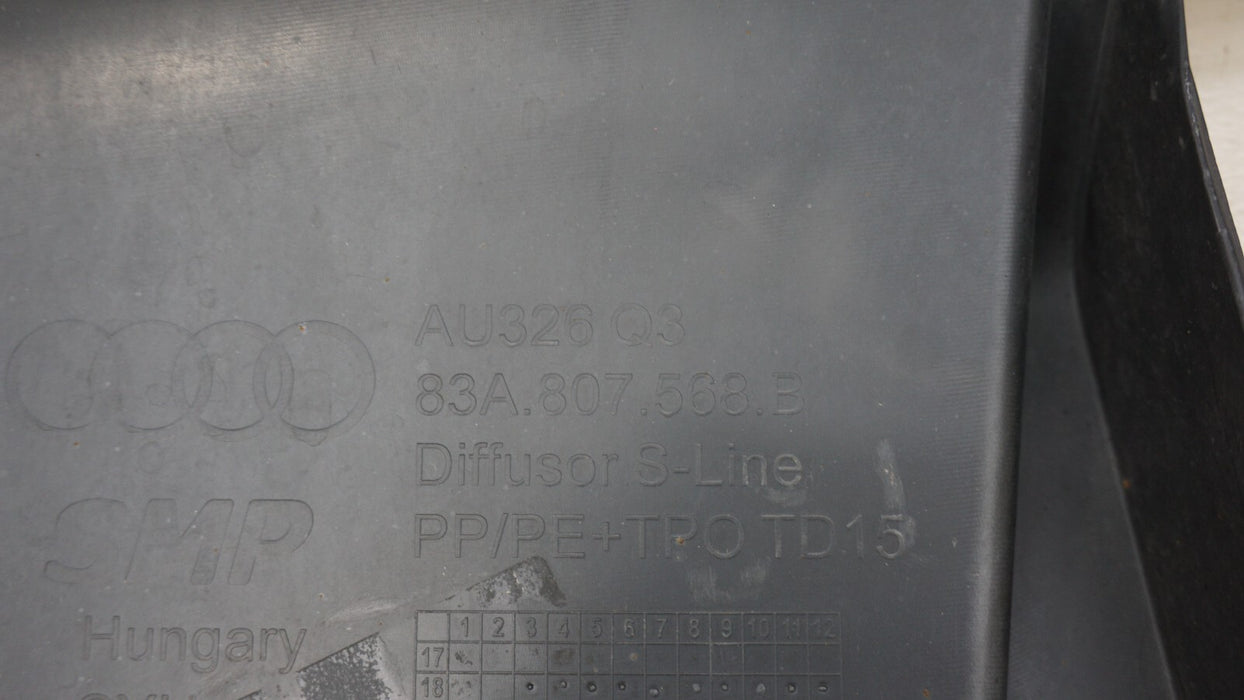 AU326 Q3
83A.807.568.B
Diffusor S-Line
PP/PE+TPO TD15
SMP
Hungary
1 2 3 4 5 6 7 8 9 10 11 12
17
18